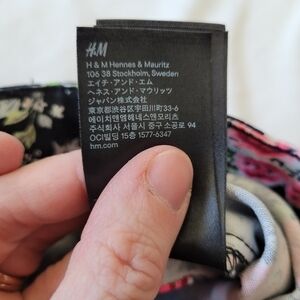 H&M
H & M Hennes & Mauritz
106 38 Stockholm, Sweden
エイチ・アンド・エム
ヘネス・アンド・マウリッツ
ジャパン株式会社
東京都渋谷区宇田川町33-6
에이치앤엠헤네스앤모리츠
주식회사 서울시 중구 소공로 94
OCI빌딩 15층 1577-6347
hm.com